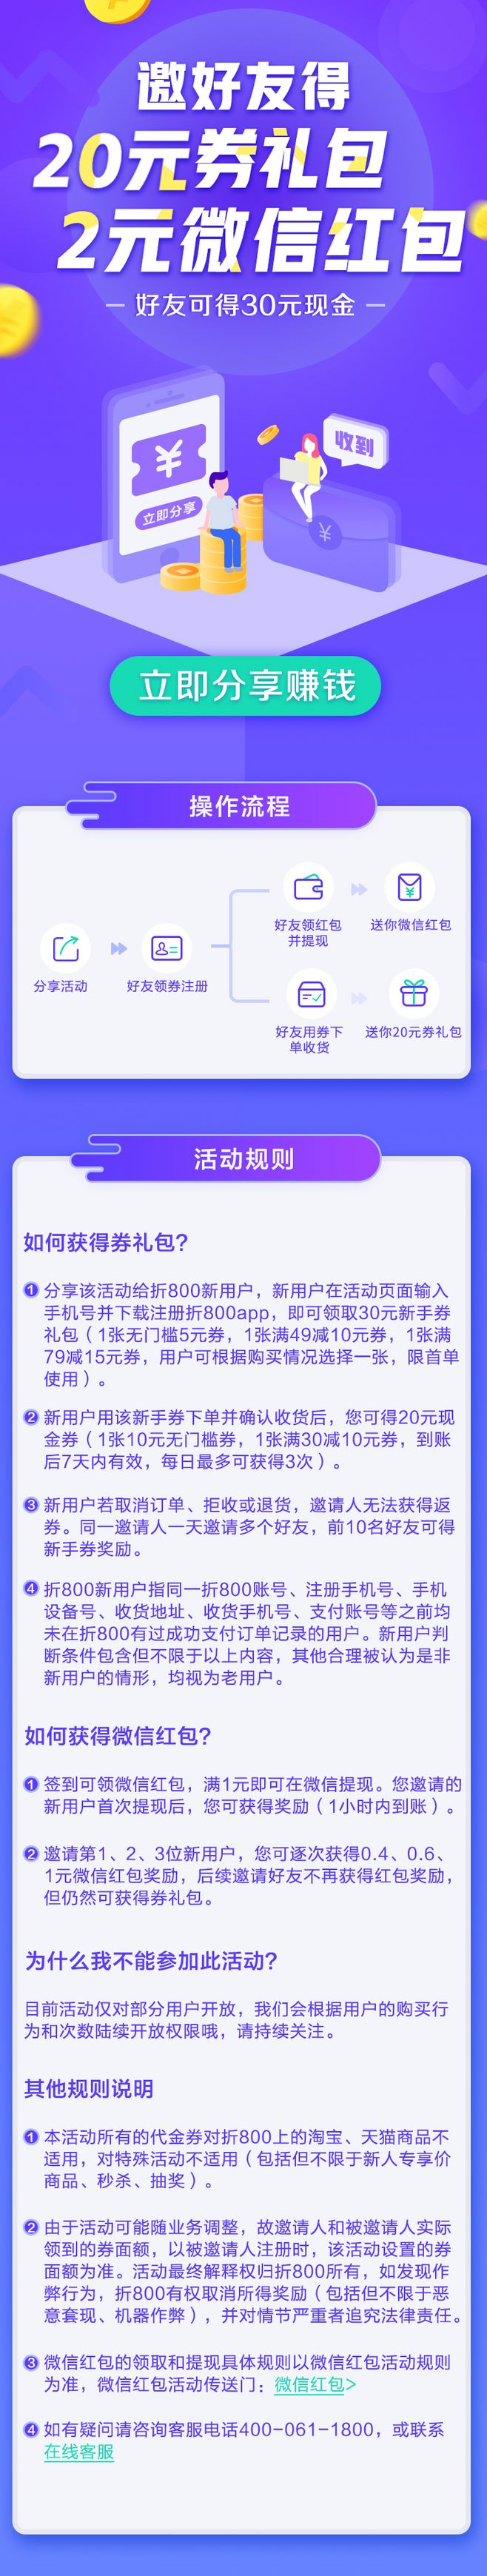 邀好友得
20元券礼包
2元微信红包
好友可得30元现金
收到
¥
立即分享
¥
立即分享赚钱
操作流程
分享活动
好友领券注册
好友领红包
并提现
送你微信红包
好友用券下
单收货
送你20元券礼包
活动规则
如何获得券礼包?
1 分享该活动给折800新用户，新用户在活动页面输入
手机号并下载注册折800app，即可领取30元新手券
礼包（1张无门槛5元券，1张满49减10元券，1张满
79减15元券，用户可根据购买情况选择一张，限首单
使用）。
2 新用户用该新手券下单并确认收货后，您可得20元现
金券（1张10元无门槛券，1张满30减10元券，到账
后7天内有效，每日最多可获得3次）。
3 新用户若取消订单、拒收或退货，邀请人无法获得返
券。同一邀请人一天邀请多个好友，前10名好友可得
新手券奖励。
4 折800新用户指同一折800账号、注册手机号、手机
设备号、收货地址、收货手机号、支付账号等之前均
未在折800有过成功支付订单记录的用户。新用户判
断条件包含但不限于以上内容，其他合理被认为是非
新用户的情形，均视为老用户。
如何获得微信红包?
1 签到可领微信红包，满1元即可在微信提现。您邀请的
新用户首次提现后，您可获得奖励（1小时内到账）。
2 邀请第1、2、3位新用户，您可逐次获得0.4、0.6、
1元微信红包奖励，后续邀请好友不再获得红包奖励，
但仍然可获得券礼包。
为什么我不能参加此活动?
目前活动仅对部分用户开放，我们会根据用户的购买行
为和次数陆续开放权限哦，请持续关注。
其他规则说明
1 本活动所有的代金券对折800上的淘宝、天猫商品不
适用，对特殊活动不适用（包括但不限于新人专享价
商品、秒杀、抽奖）。
2 由于活动可能随业务调整，故邀请人和被邀请人实际
领到的券面额，以被邀请人注册时，该活动设置的券
面额为准。活动最终解释权归折800所有，如发现作
弊行为，折800有权取消所得奖励（包括但不限于恶
意套现、机器作弊），并对情节严重者追究法律责任。
3 微信红包的领取和提现具体规则以微信红包活动规则
为准，微信红包活动传送门：微信红包>
4 如有疑问请咨询客服电话400-061-1800，或联系
在线客服